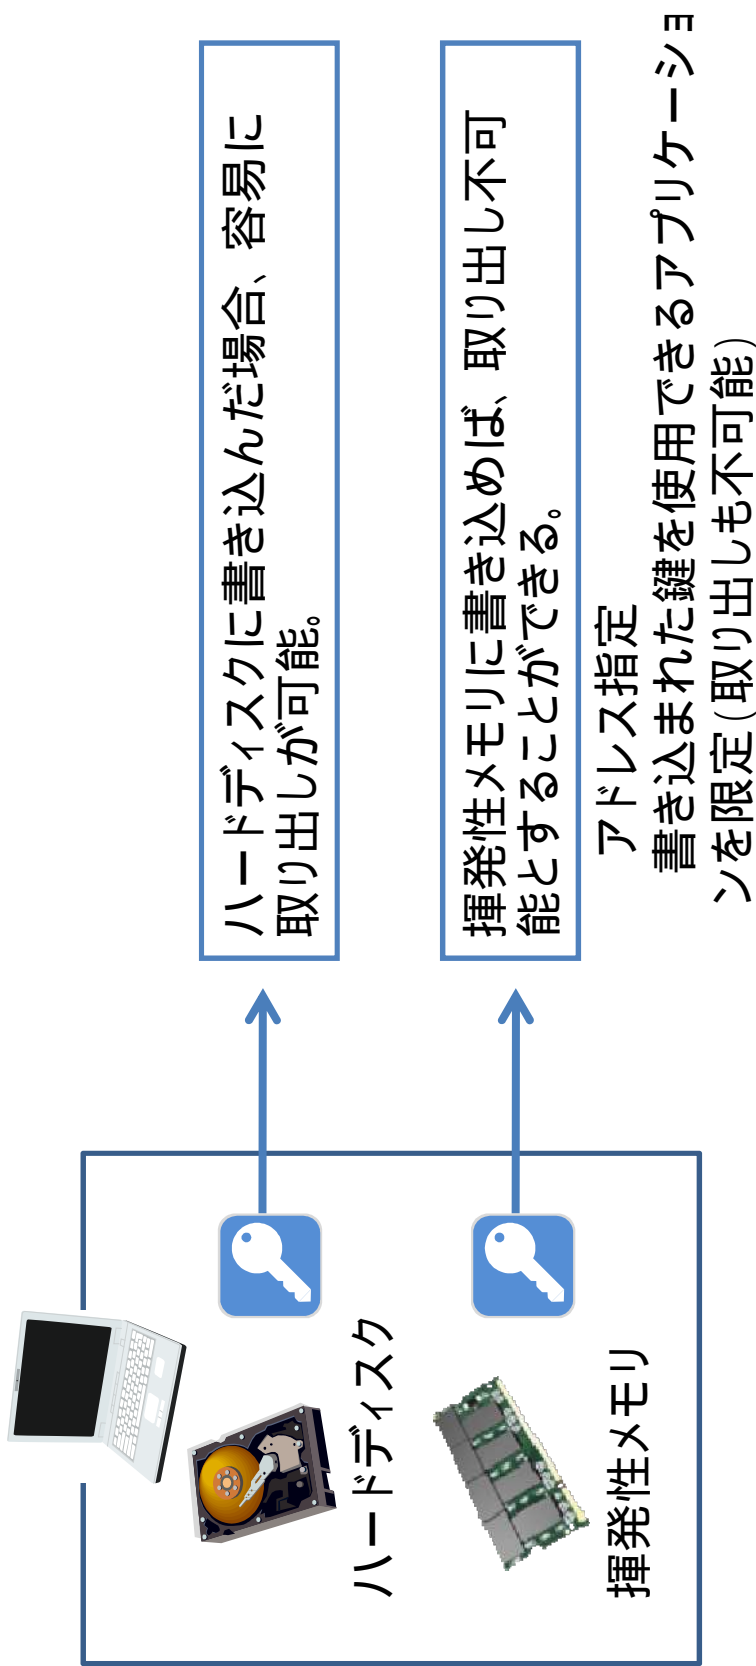 ハードディスク
揮発性メモリ
ハードディスクに書き込んだ場合、容易に
取り出しが可能。
揮発性メモリに書き込めば、取り出し不可
能とすることができる。
アドレス指定
書き込まれた鍵を使用できるアプリケーショ
ンを限定（取り出しも不可能）